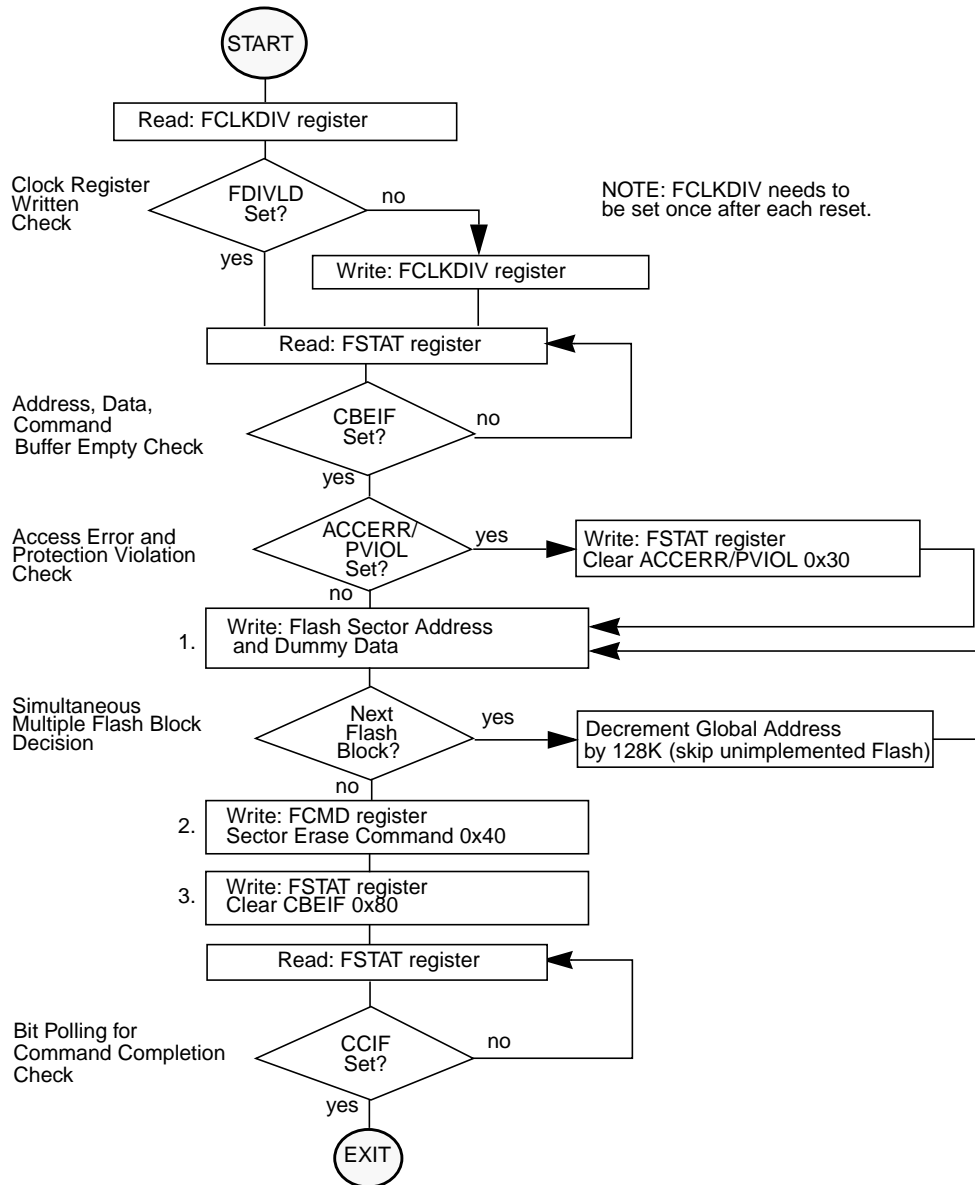 START
Read: FCLKDIV register
Clock Register
Written
Check
FDIVLD
Set?
no
yes
NOTE: FCLKDIV needs to
be set once after each reset.
Write: FCLKDIV register
Read: FSTAT register
Address, Data,
Command
Buffer Empty Check
CBEIF
Set?
no
yes
Access Error and
Protection Violation
Check
ACCERR/
PVIOL
Set?
yes
no
Write: FSTAT register
Clear ACCERR/PVIOL 0x30
1.
Write: Flash Sector Address
and Dummy Data
Simultaneous
Multiple Flash Block
Decision
Next
Flash
Block?
yes
no
Decrement Global Address
by 128K (skip unimplemented Flash)
2.
Write: FCMD register
Sector Erase Command 0x40
3.
Write: FSTAT register
Clear CBEIF 0x80
Read: FSTAT register
Bit Polling for
Command Completion
Check
CCIF
Set?
no
yes
EXIT